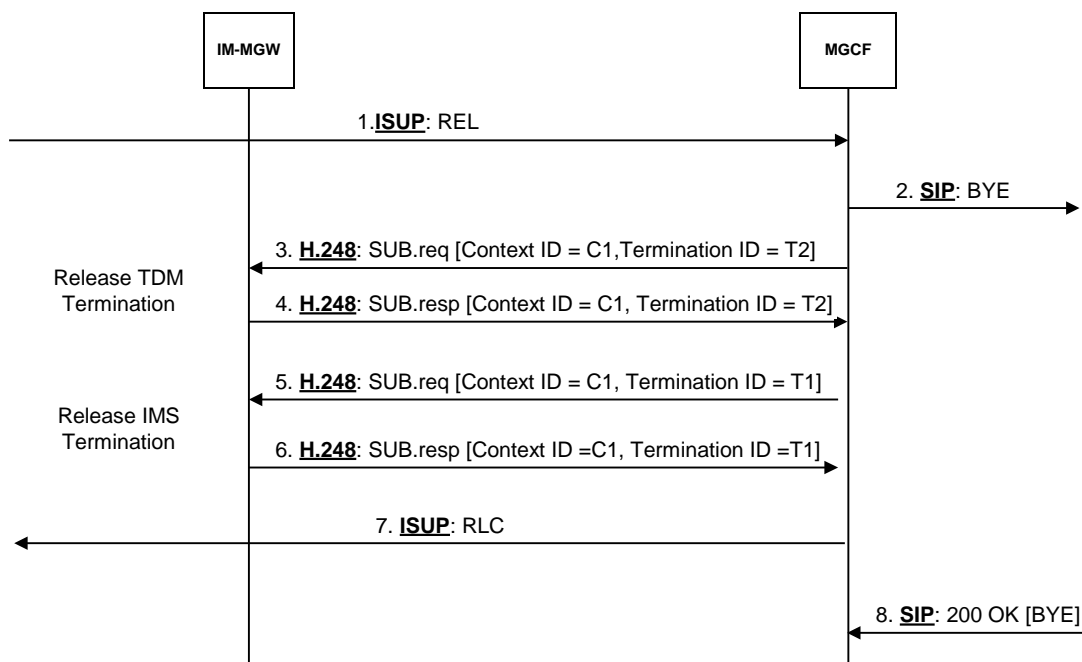 IM-MGW
MGCF
1.ISUP: REL
2. SIP: BYE
3. H.248: SUB.req [Context ID = C1,Termination ID = T2]
Release TDM
Termination
4. H.248: SUB.resp [Context ID = C1, Termination ID = T2]
5. H.248: SUB.req [Context ID = C1, Termination ID = T1]
Release IMS
Termination
6. H.248: SUB.resp [Context ID =C1, Termination ID =T1]
7. ISUP: RLC
8. SIP: 200 OK [BYE]